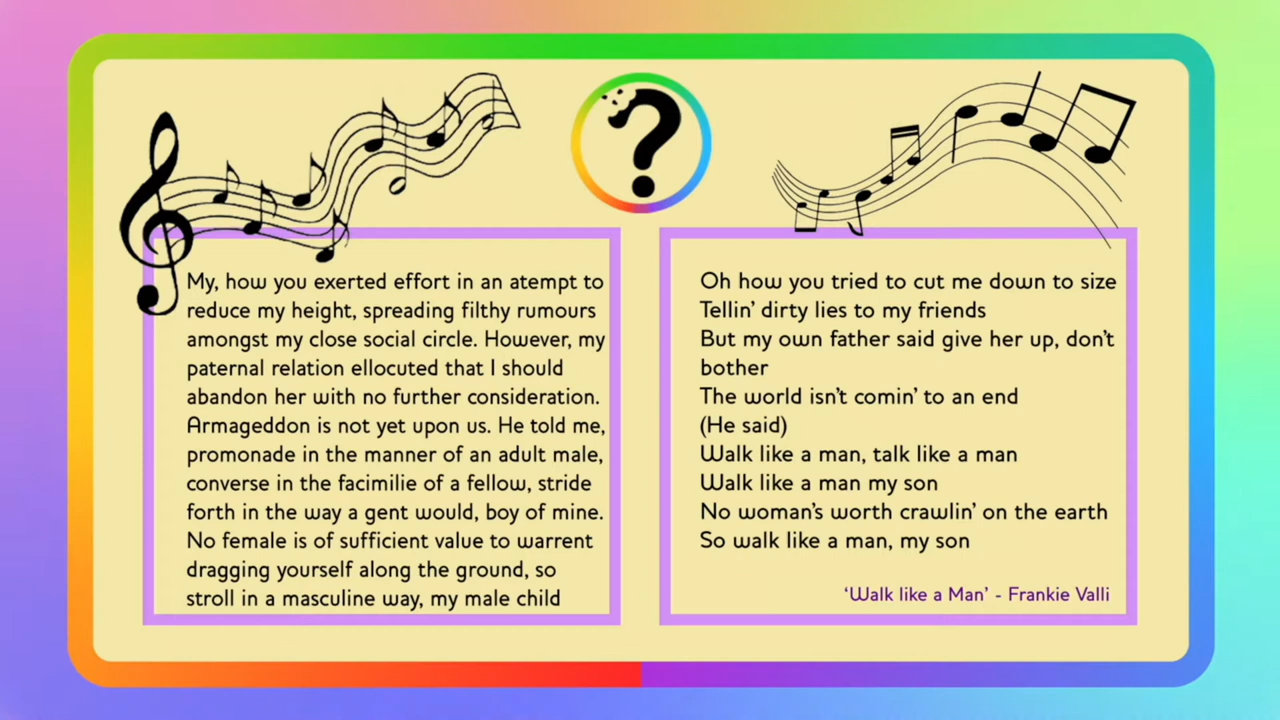 My, how you exerted effort in an atempt to
reduce my height, spreading filthy rumours
amongst my close social circle. However, my
paternal relation ellocuted that I should
abandon her with no further consideration.
Armageddon is not yet upon us. He told me,
promonade in the manner of an adult male,
converse in the facimilie of a fellow, stride
forth in the way a gent would, boy of mine.
No female is of sufficient value to warrent
dragging yourself along the ground, so
stroll in a masculine way, my male child
Oh how you tried to cut me down to size
Tellin' dirty lies to my friends
But my own father said give her up, don't
bother
The world isn't comin' to an end
(He said)
Walk like a man, talk like a man
Walk like a man my son
No woman's worth crawlin' on the earth
So walk like a man, my son
'Walk like a Man' - Frankie Valli